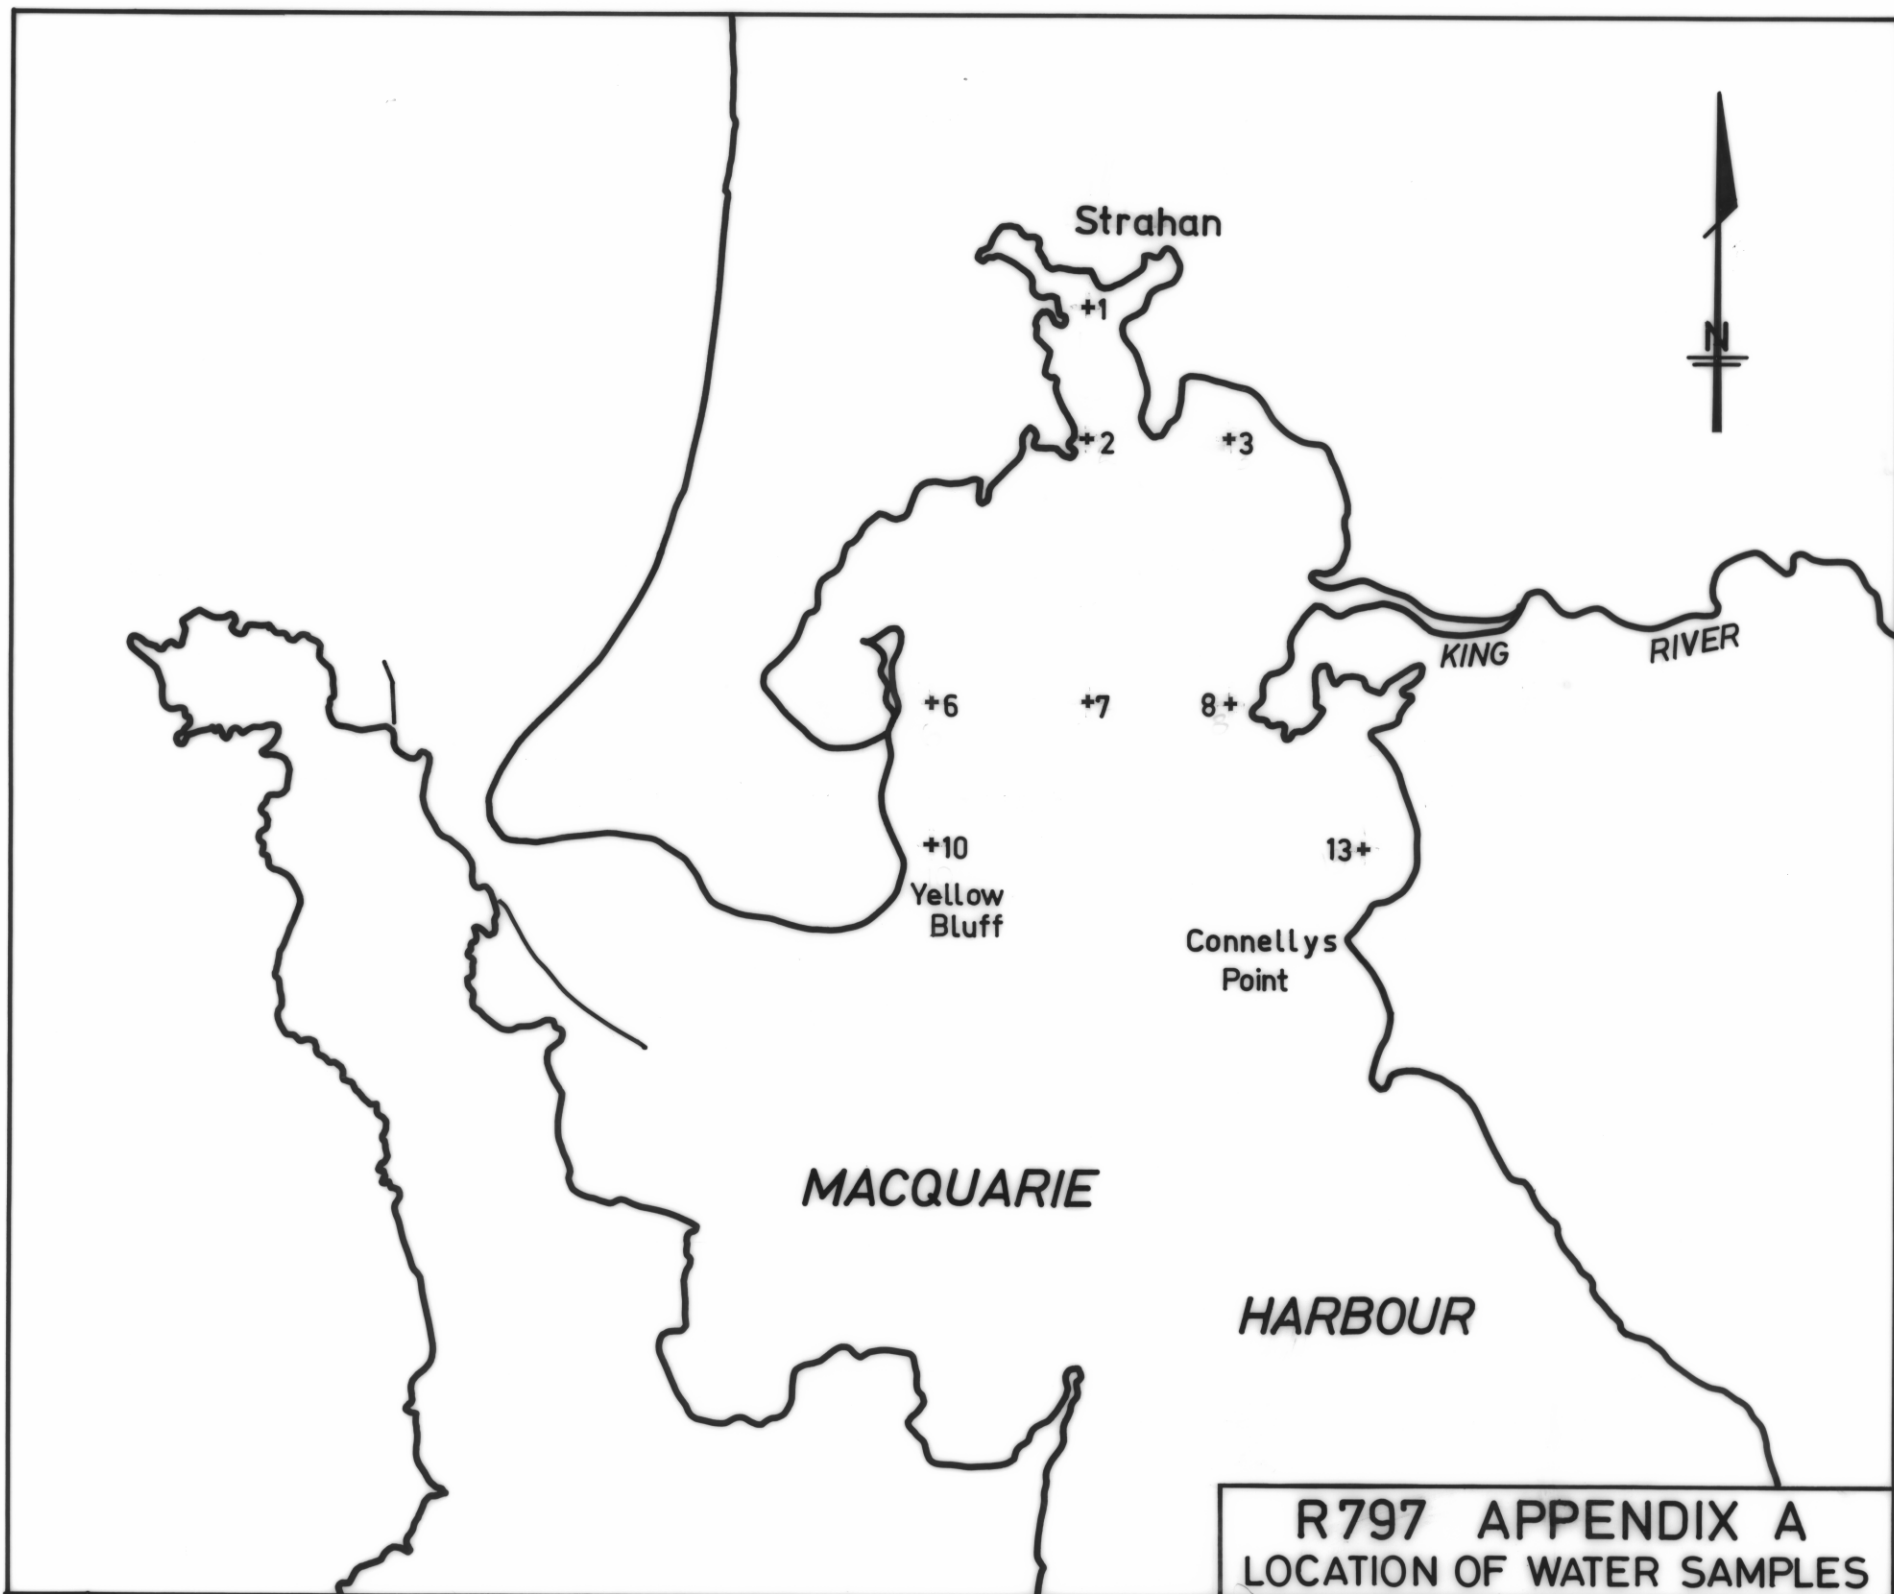 Strahan
N
+1
+2
+3
KING
RIVER
+6
+7
8+
+10
13+
Yellow
Bluff
Connellys
Point
MACQUARIE
HARBOUR
R797 APPENDIX A
LOCATION OF WATER SAMPLES